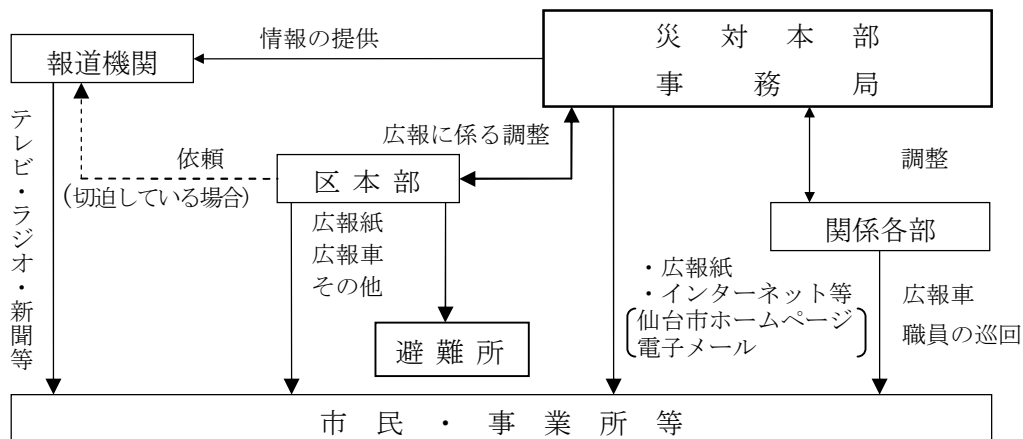 情報の提供
災対本部
事務局
報道機関
テレビ・ラジオ・新聞等
広報に係る調整
依頼
(切迫している場合)
区本部
調整
関係各部
広報紙
広報車
その他
・広報紙
・インターネット等
仙台市ホームページ
電子メール
広報車
職員の巡回
避難所
市民・事業所等